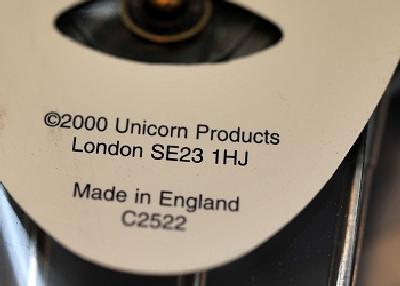 ©2000 Unicorn Products
London SE23 1HJ
Made in England
C2522